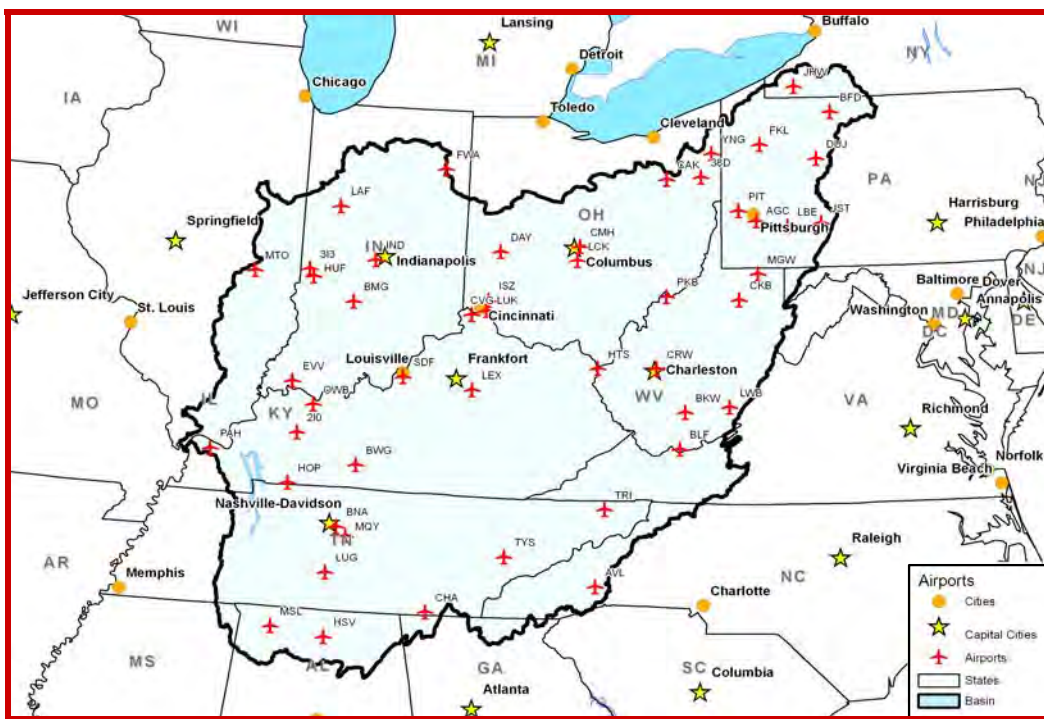 Lansing
Buffalo
WI
MI
NY
Detroit
Chicago
IA
Toledo
Cleveland
JHW
BFD
YNG
FKL
DUJ
FWA
CAK
38D
PA
NJ
LAF
OH
PIT
AGC
LBE
JST
Pittsburgh
Harrisburg
Philadelphia
Springfield
IN
IND
Indianapolis
DAY
CMH
LCK
Columbus
MTO
3I3
HUF
MGW
NJ
BMG
ISZ
PKB
CKB
Baltimore
Dover
Jefferson City
St. Louis
CVG
LUK
Cincinnati
Washington
MD
Annapolis
DC
DE
Louisville
SDF
Frankfort
HTS
CRW
Charleston
EVV
LEX
OWB
IL
MO
KY
2I0
WV
BKW
LWB
VA
Richmond
PAH
BLF
Norfolk
BWG
HOP
Virginia Beach
Nashville-Davidson
BNA
MQY
TN
TRI
AR
Memphis
LUG
TYS
AVL
Raleigh
NC
CHA
Charlotte
MSL
HSV
MS
AL
GA
SC
Columbia
Atlanta
Airports
Cities
Capital Cities
Airports
States
Basin